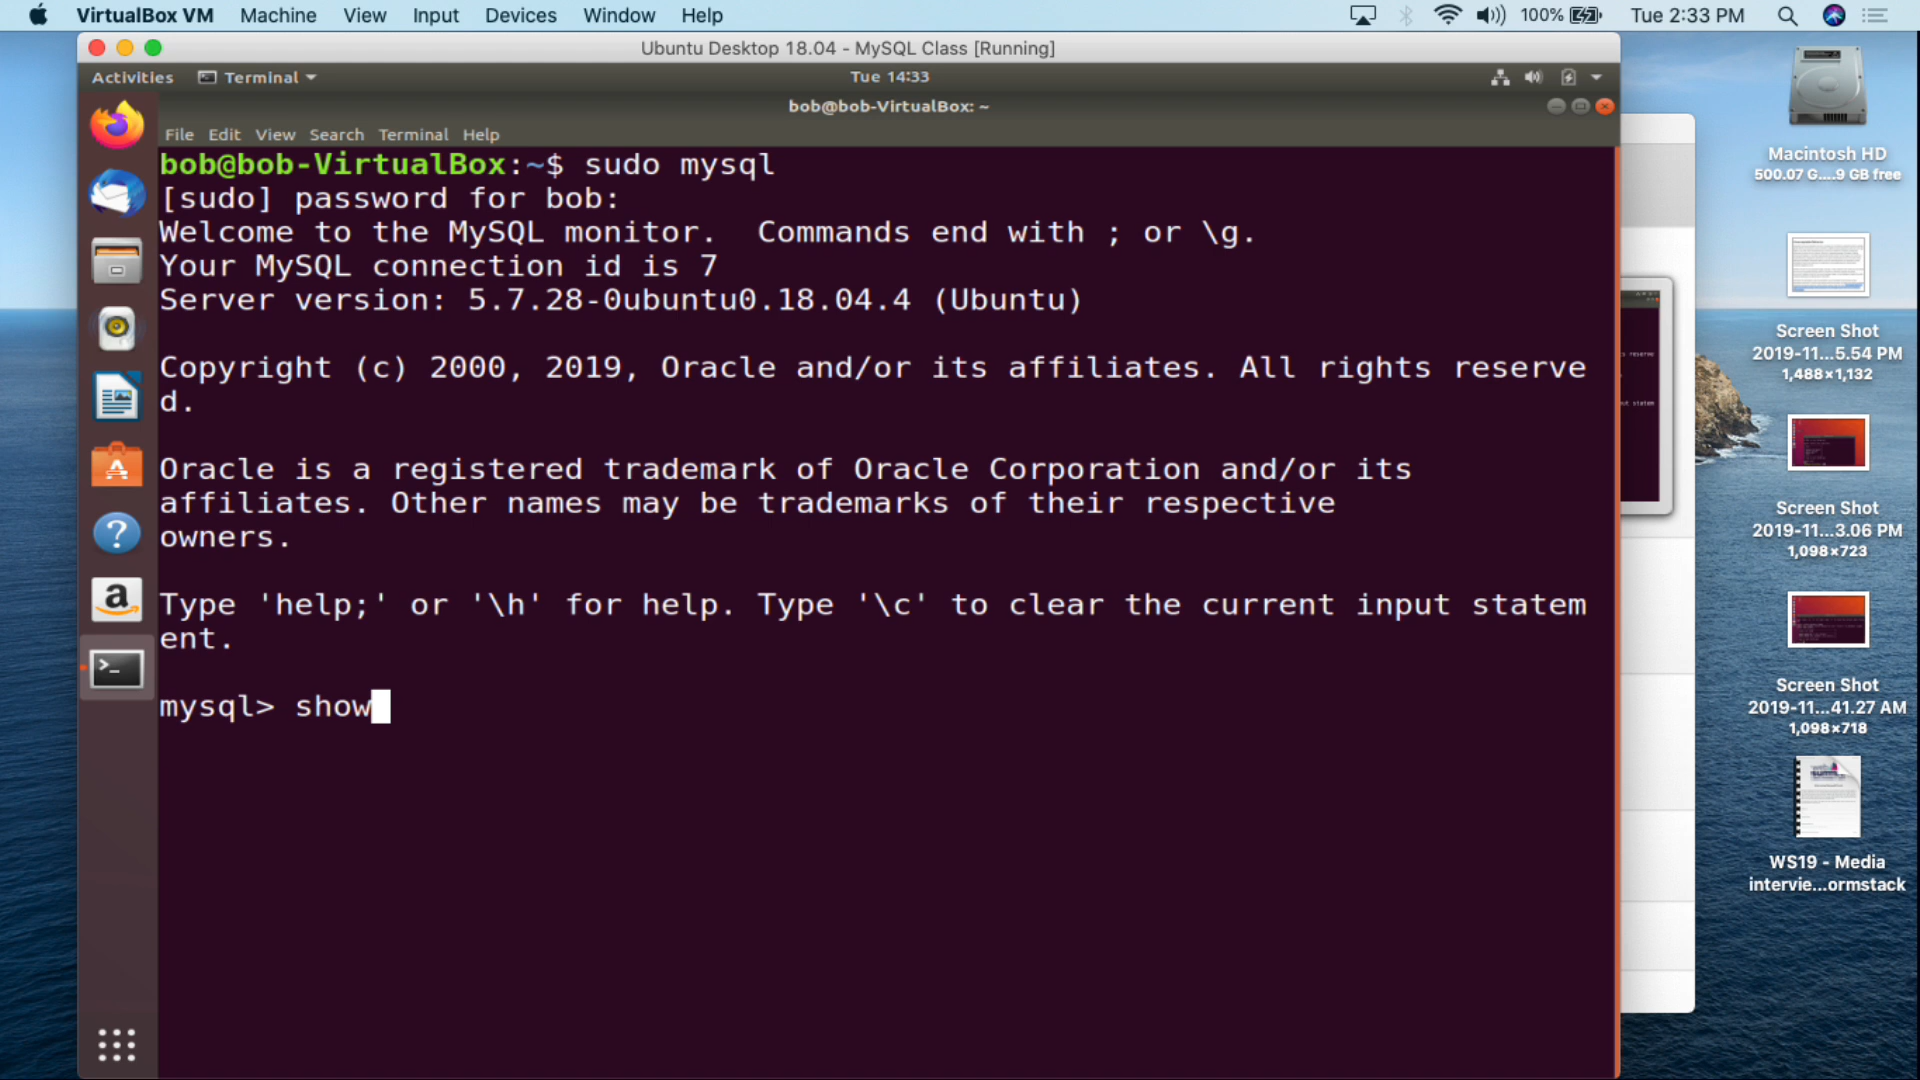 VirtualBox VM Machine View Input Devices Window Help 100% Tue 2:33 PM
Ubuntu Desktop 18.04 - MySQL Class [Running]
Activities Terminal Tue 14:33
bob@bob-VirtualBox: ~
File Edit View Search Terminal Help
bob@bob-VirtualBox:~$ sudo mysql
[sudo] password for bob:
Welcome to the MySQL monitor.  Commands end with ; or \g.
Your MySQL connection id is 7
Server version: 5.7.28-0ubuntu0.18.04.4 (Ubuntu)
Copyright (c) 2000, 2019, Oracle and/or its affiliates. All rights reserve
d.
Oracle is a registered trademark of Oracle Corporation and/or its
affiliates. Other names may be trademarks of their respective
owners.
Type 'help;' or '\h' for help. Type '\c' to clear the current input statem
ent.
mysql> show
Macintosh HD
500.07 G....9 GB free
Screen Shot
2019-11...5.54 PM
1,488×1,132
Screen Shot
2019-11...3.06 PM
1,098×723
Screen Shot
2019-11...41.27 AM
1,098×718
WS19 - Media
intervie...ormstack